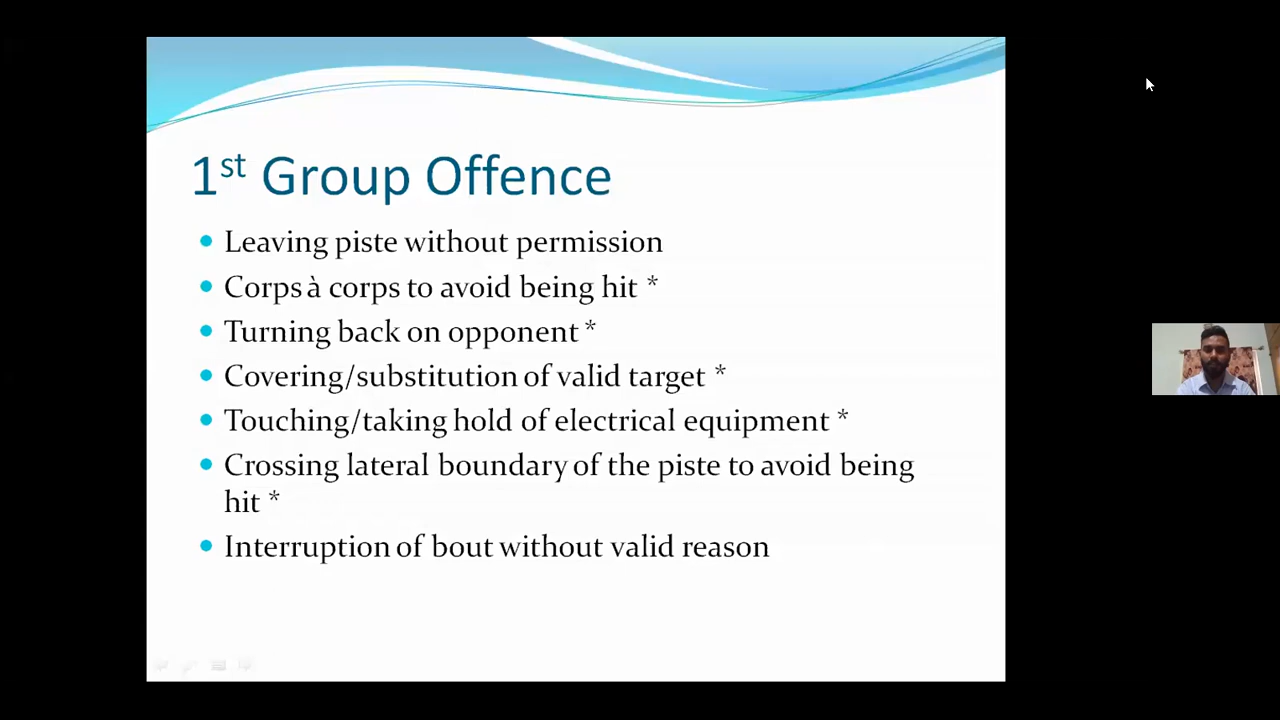 1st Group Offence
Leaving piste without permission
Corps à corps to avoid being hit *
Turning back on opponent *
Covering/substitution of valid target *
Touching/taking hold of electrical equipment *
Crossing lateral boundary of the piste to avoid being
hit *
Interruption of bout without valid reason